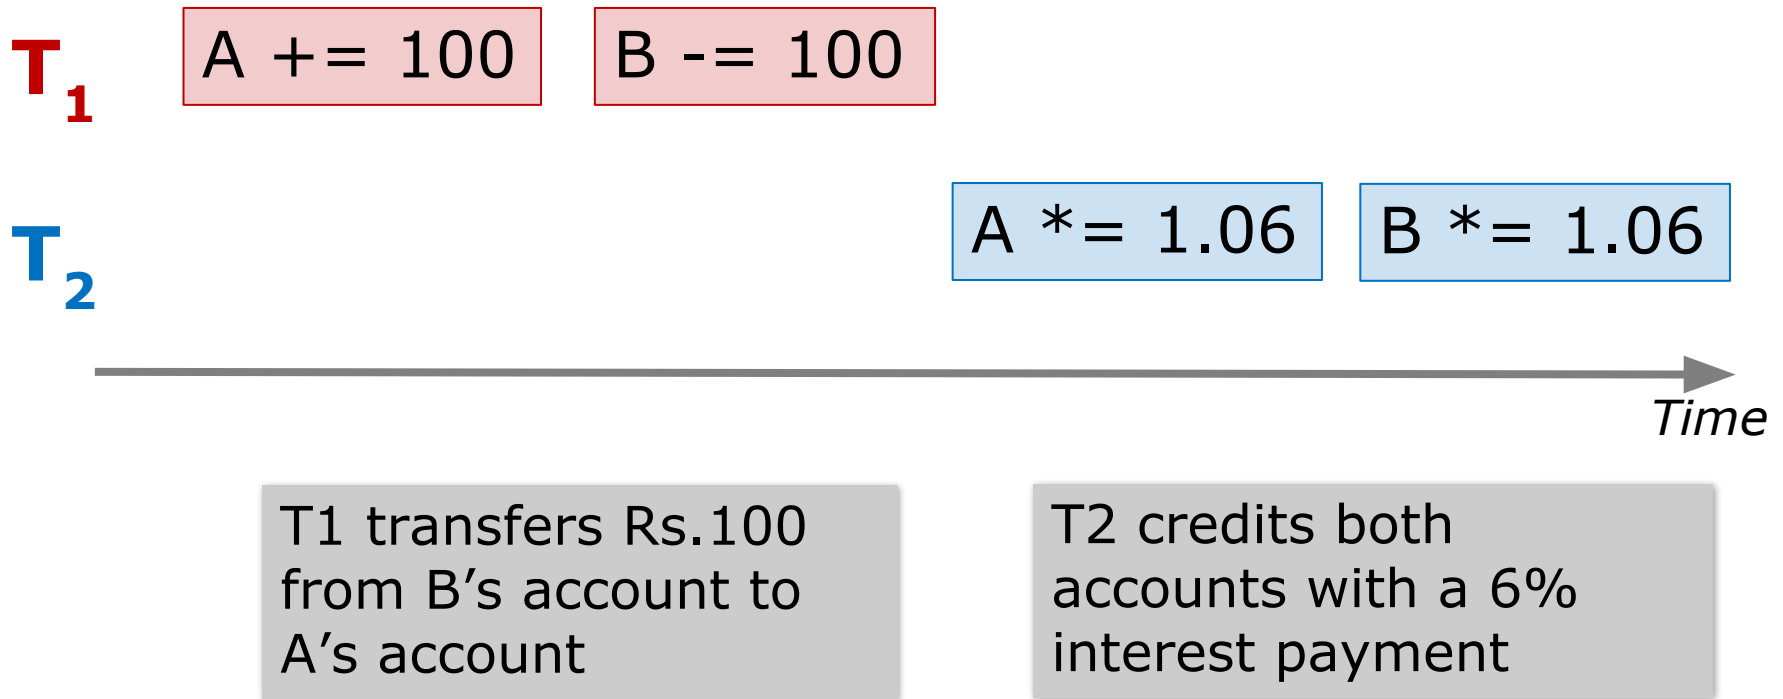 T1 A += 100 B -= 100
T2 A *= 1.06 B *= 1.06
Time
T1 transfers Rs.100
from B’s account to
A’s account
T2 credits both
accounts with a 6%
interest payment